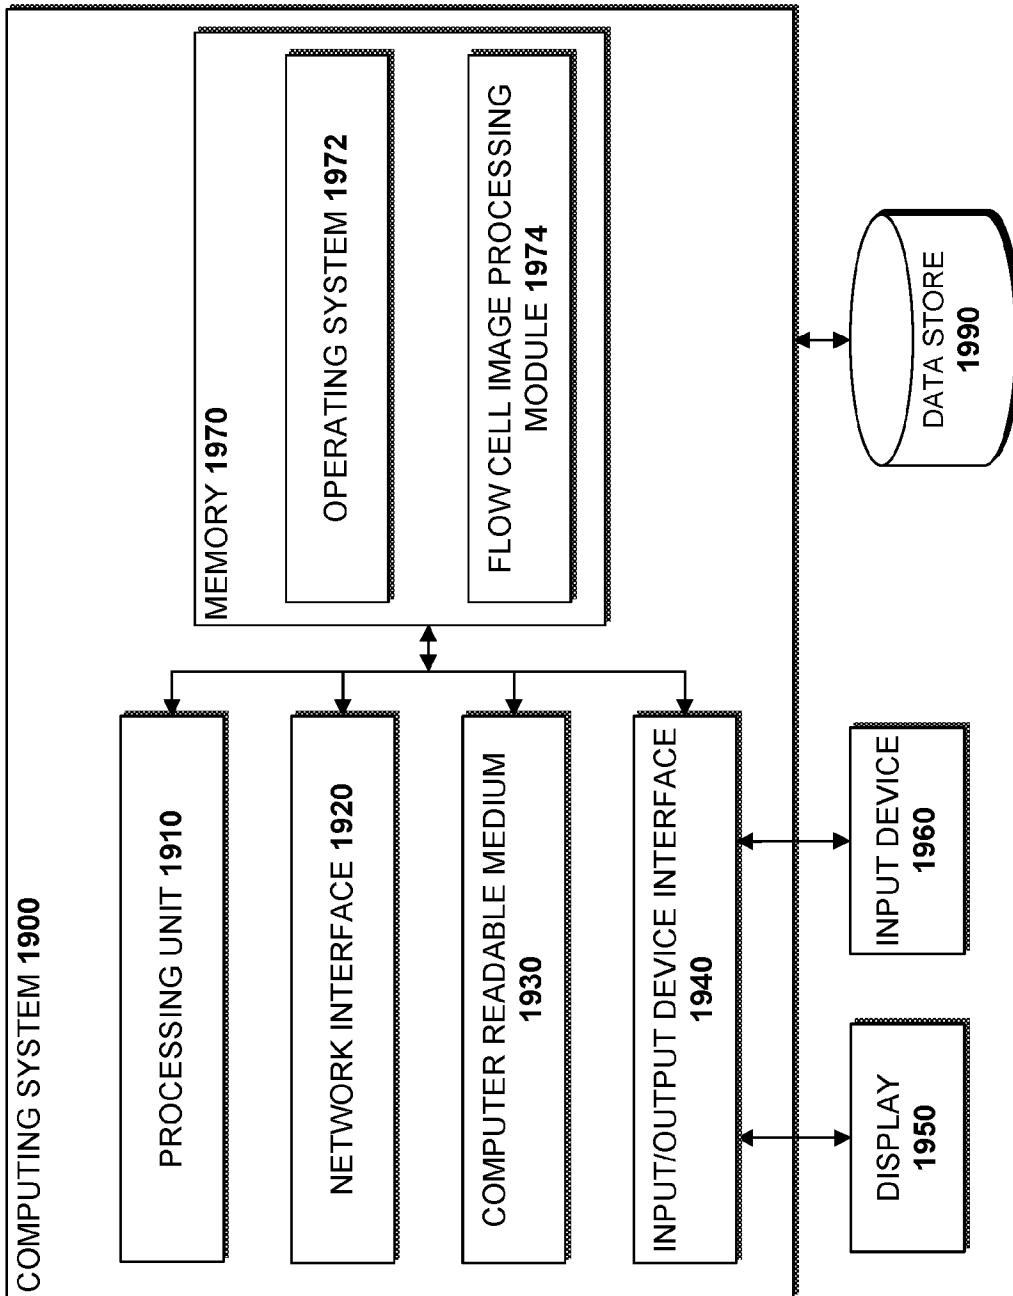 COMPUTING SYSTEM 1900
PROCESSING UNIT 1910
NETWORK INTERFACE 1920
COMPUTER READABLE MEDIUM
1930
INPUT/OUTPUT DEVICE INTERFACE
1940
MEMORY 1970
OPERATING SYSTEM 1972
FLOW CELL IMAGE PROCESSING
MODULE 1974
DISPLAY
1950
INPUT DEVICE
1960
DATA STORE
1990